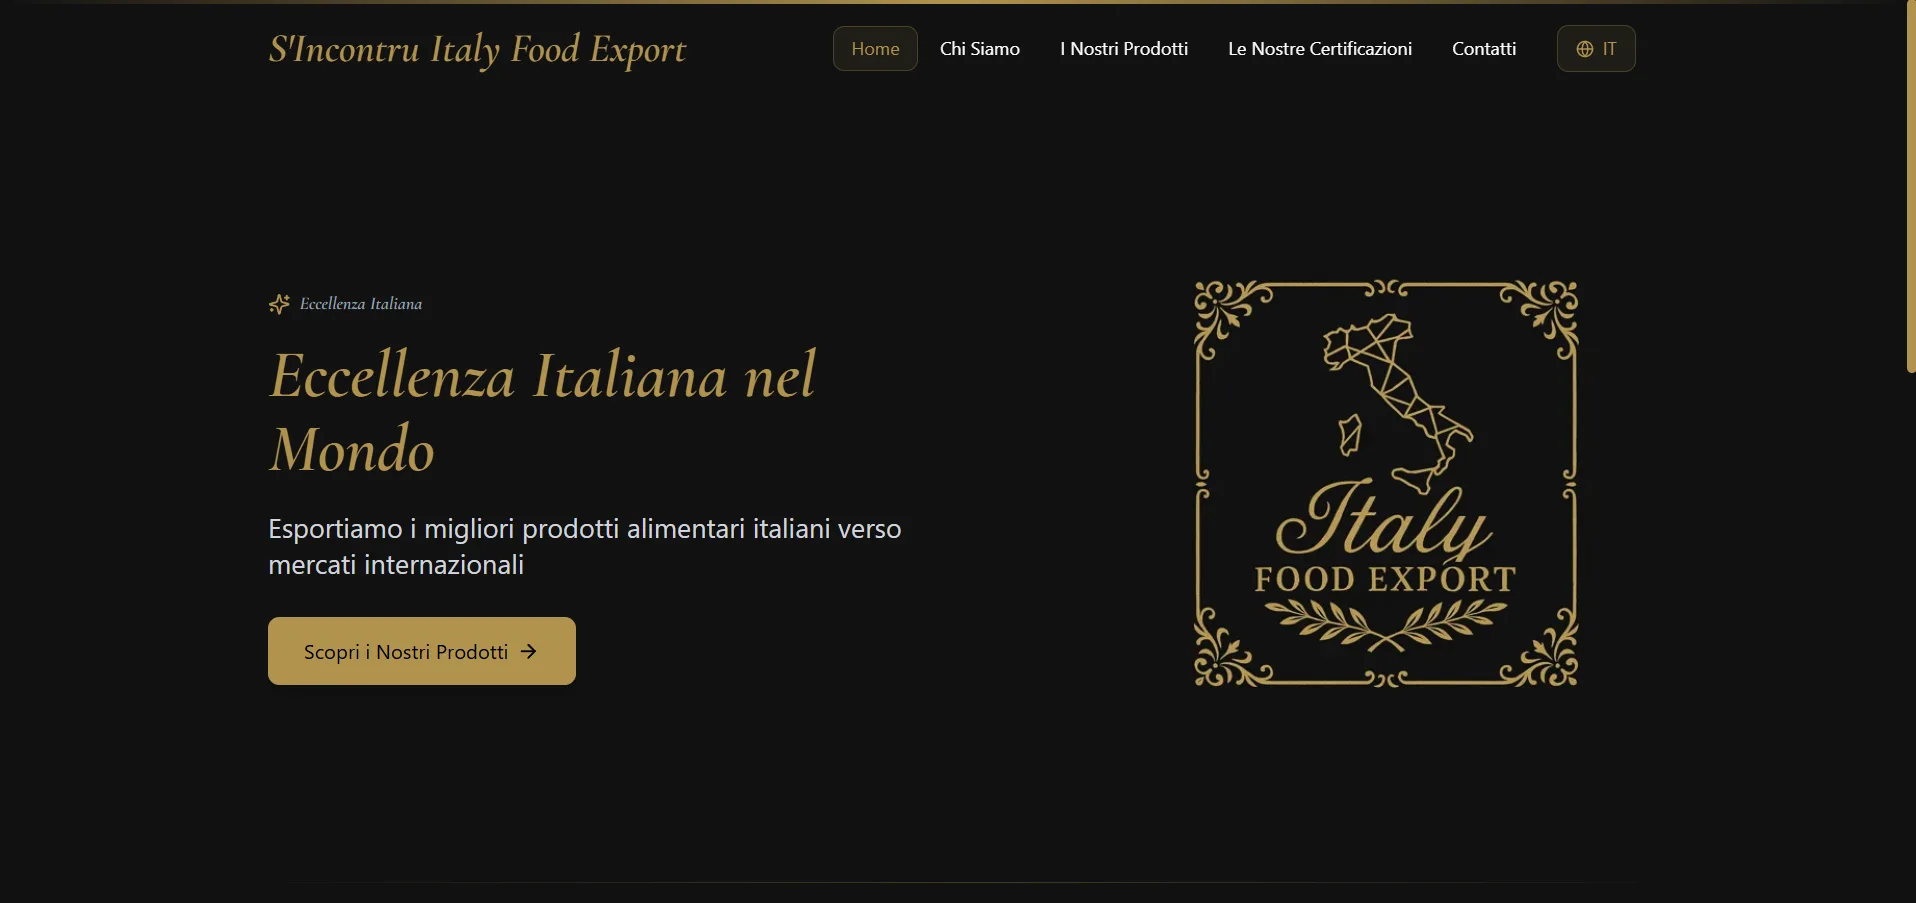 S'Incontru Italy Food Export
Home
Chi Siamo
I Nostri Prodotti
Le Nostre Certificazioni
Contatti
IT
Eccellenza Italiana
Eccellenza Italiana nel
Mondo
Esportiamo i migliori prodotti alimentari italiani verso
mercati internazionali
Scopri i Nostri Prodotti
Italy
FOOD EXPORT